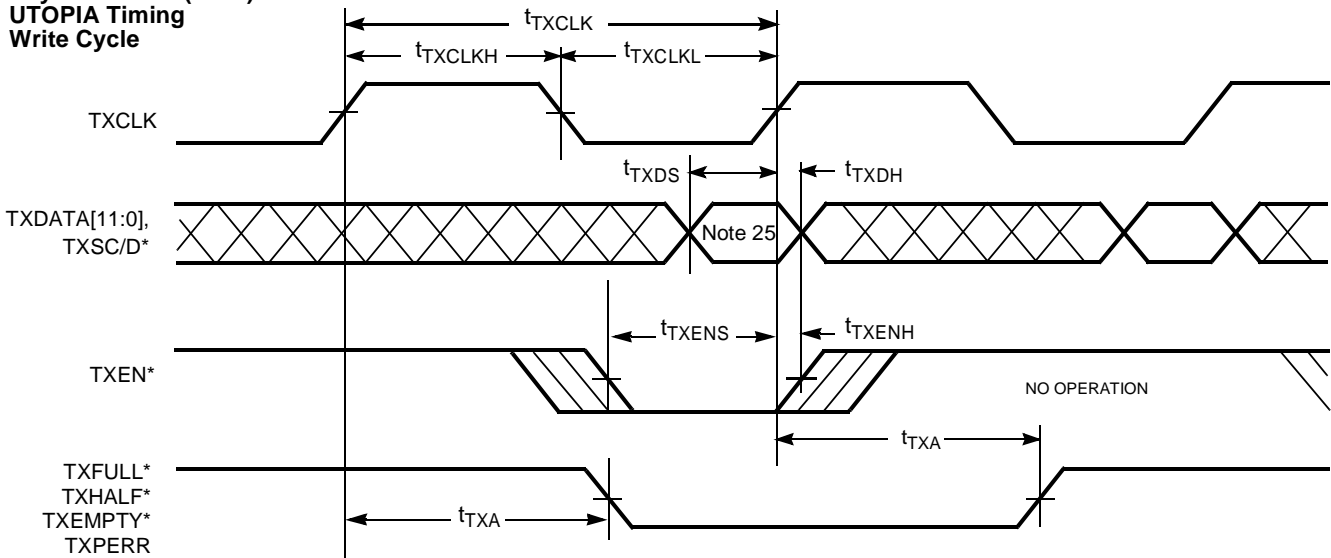 UTOPIA Timing
Write Cycle
tTXCLK
tTXCLKH
tTXCLKL
TXCLK
tTXDS
tTXDH
TXDATA[11:0],
TXSC/D*
Note 25
tTXENS
tTXENH
TXEN*
NO OPERATION
tTXA
TXFULL*
TXHALF*
TXEMPTY*
TXPERR
tTXA